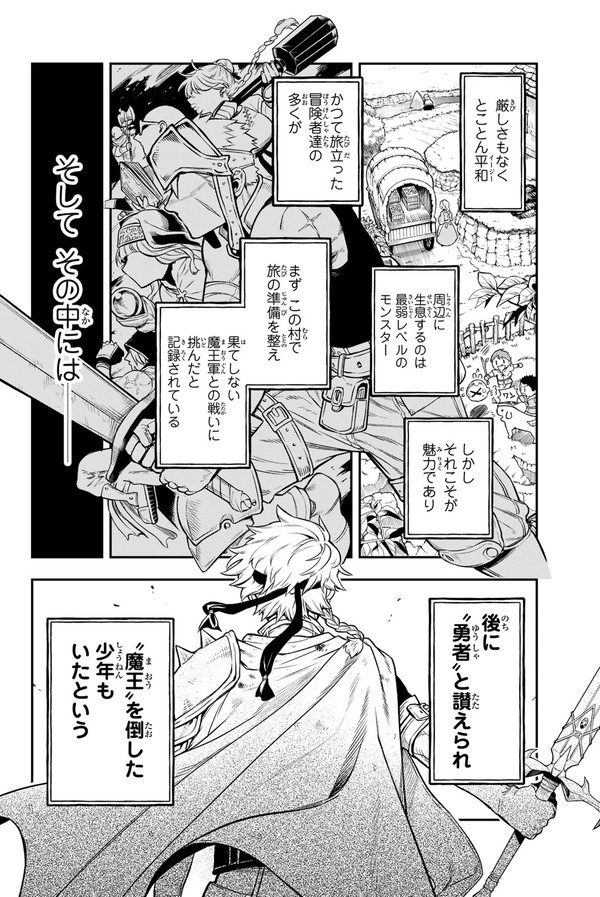 厳しさもなく
とことん平和
周辺に
生息するのは
最弱レベルの
モンスター
しかし
それこそが
魅力であり
かつて旅立った
冒険者達の
多くが
まず この村で
旅の準備を整え
果てしない
魔王軍との戦いに
挑んだと
記録されている
ワン
そして その中には――
後に
〝勇者〟と讃えられ
〝魔王〟を倒した
少年も
いたという